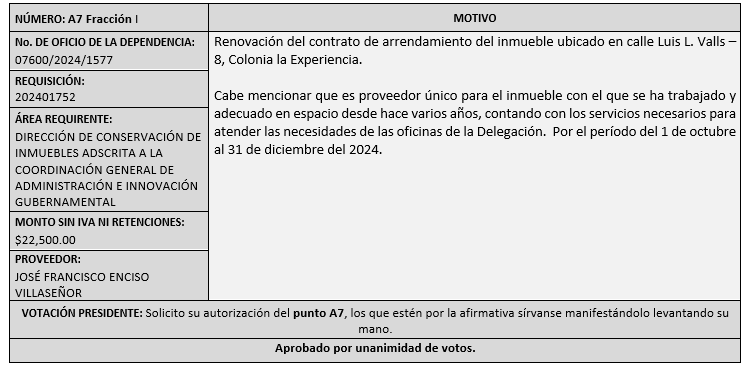 NÚMERO: A7 Fracción I
No. DE OFICIO DE LA DEPENDENCIA:
07600/2024/1577
REQUISICIÓN:
202401752
ÁREA REQUIRENTE:
DIRECCIÓN DE CONSERVACIÓN DE
INMUEBLES ADSCRITA A LA
COORDINACIÓN GENERAL DE
ADMINISTRACIÓN E INNOVACIÓN
GUBERNAMENTAL
MONTO SIN IVA NI RETENCIONES:
$22,500.00
PROVEEDOR:
JOSÉ FRANCISCO ENCISO
VILLASEÑOR
MOTIVO
Renovación del contrato de arrendamiento del inmueble ubicado en calle Luis L. Valls –
8, Colonia la Experiencia.
Cabe mencionar que es proveedor único para el inmueble con el que se ha trabajado y
adecuado en espacio desde hace varios años, contando con los servicios necesarios para
atender las necesidades de las oficinas de la Delegación. Por el período del 1 de octubre
al 31 de diciembre del 2024.
VOTACIÓN PRESIDENTE: Solicito su autorización del punto A7, los que estén por la afirmativa sírvanse manifestándolo levantando su
mano.
Aprobado por unanimidad de votos.